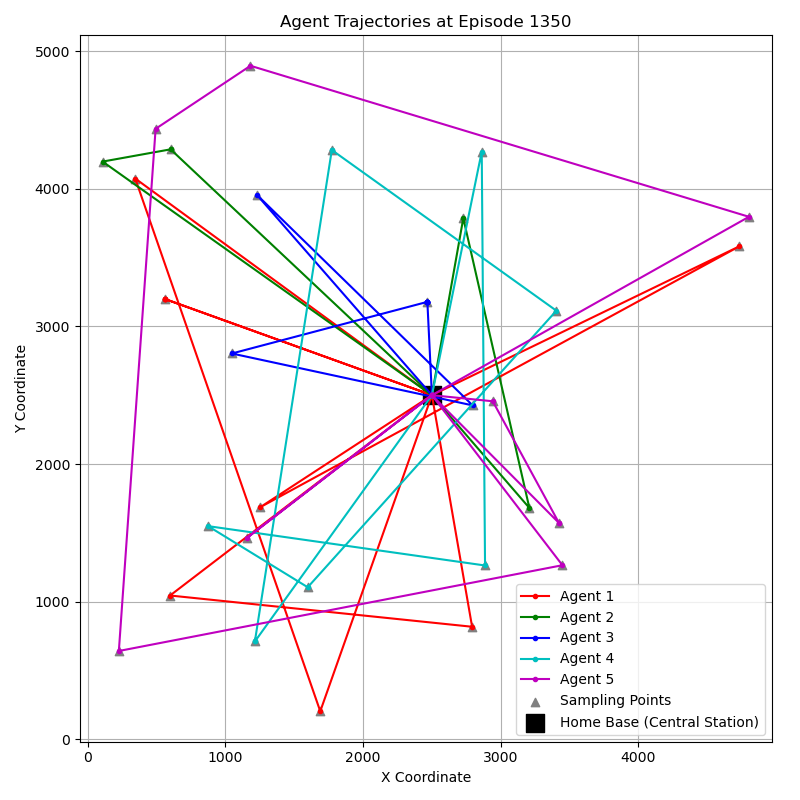 Agent Trajectories at Episode 1350
Y Coordinate
5000
4000
3000
2000
1000
0
0 1000 2000 3000 4000
X Coordinate
Agent 1
Agent 2
Agent 3
Agent 4
Agent 5
Sampling Points
Home Base (Central Station)